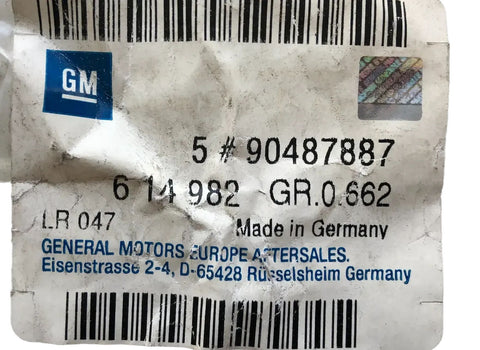 GM
5 # 90487887
6 14 982 GR.0.662
LR 047 Made in Germany
GENERAL MOTORS EUROPE AFTERSALES.
Eisenstrasse 2-4, D-65428 Rüsselsheim Germany